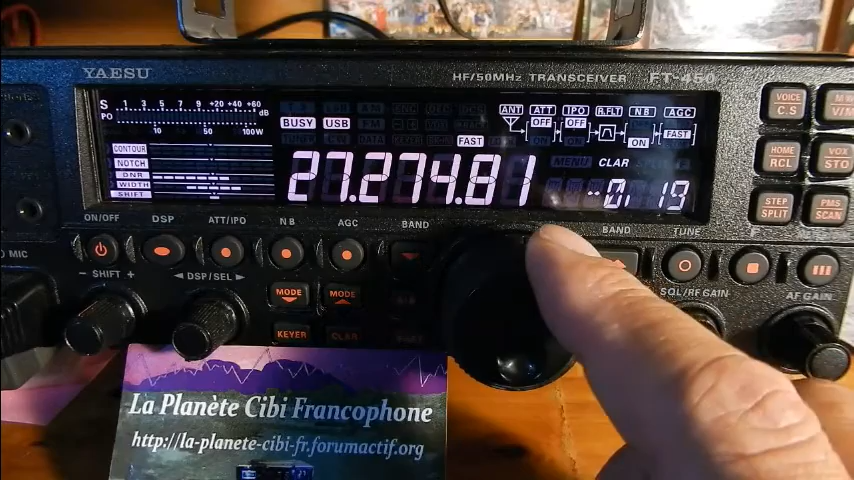 YAESU
HF/50MHz TRANSCEIVER FT-450
S 1 3 5 7 9 +20 +40 +60 dB
PO 10 50 100W
ANT ATT IPO R.FLT NB AGC
OFF OFF ON FAST
BUSY USB
FAST
CONTOUR
NOTCH
DNR
WIDTH
SHIFT
27.274.81
MENU CLAR
-0.19
VOICE
C.S
V/M
HOME
RCL
VOX
STO
STEP
SPLIT
PMS
SCAN
ON/OFF DSP ATT/IPO NB AGC BAND BAND TUNE
MIC
- SHIFT + ◄ DSP/SEL ►
MODE MODE
SQL/RF GAIN AF GAIN
KEYER CLAR
La Planète Cibi Francophone
http://la-planete-cibi-fr.forumactif.org